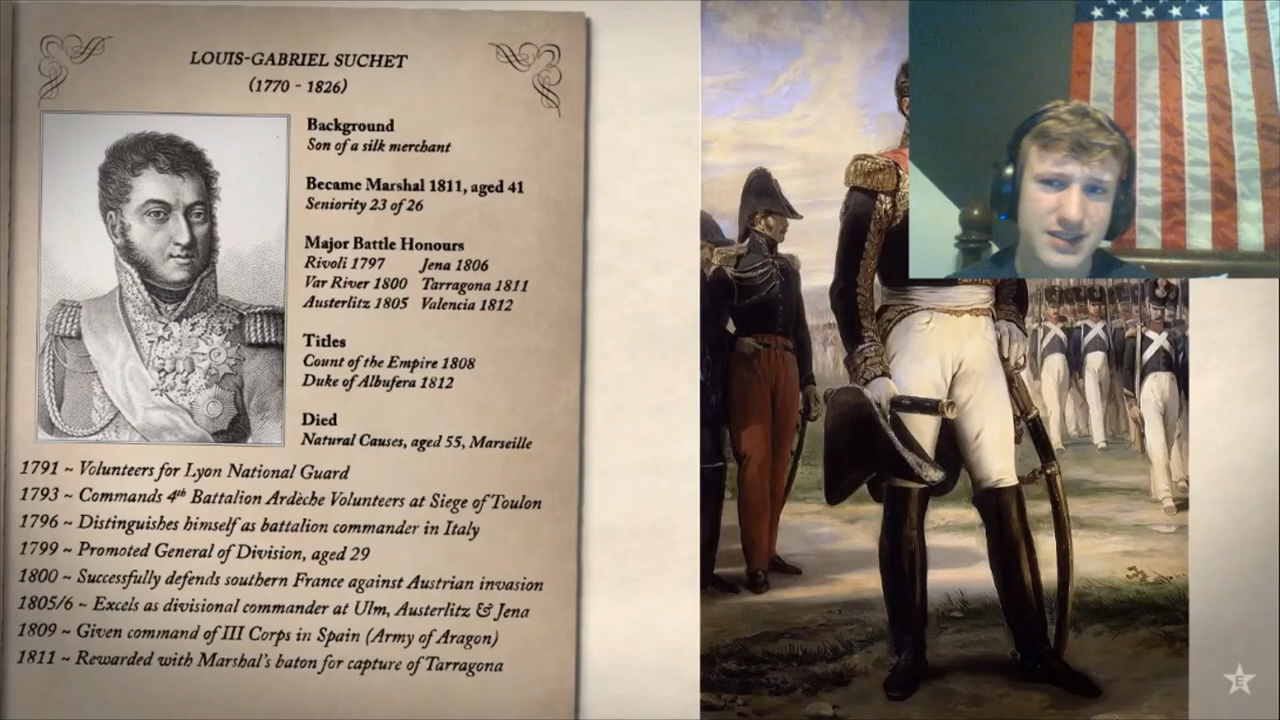 LOUIS-GABRIEL SUCHET
(1770 - 1826)
Background
Son of a silk merchant
Became Marshal 1811, aged 41
Seniority 23 of 26
Major Battle Honours
Rivoli 1797 Jena 1806
Var River 1800 Tarragona 1811
Austerlitz 1805 Valencia 1812
Titles
Count of the Empire 1808
Duke of Albufera 1812
Died
Natural Causes, aged 55, Marseille
1791 ~ Volunteers for Lyon National Guard
1793 ~ Commands 4th Battalion Ardèche Volunteers at Siege of Toulon
1796 ~ Distinguishes himself as battalion commander in Italy
1799 ~ Promoted General of Division, aged 29
1800 ~ Successfully defends southern France against Austrian invasion
1805/6 ~ Excels as divisional commander at Ulm, Austerlitz & Jena
1809 ~ Given command of III Corps in Spain (Army of Aragon)
1811 ~ Rewarded with Marshal's baton for capture of Tarragona
E